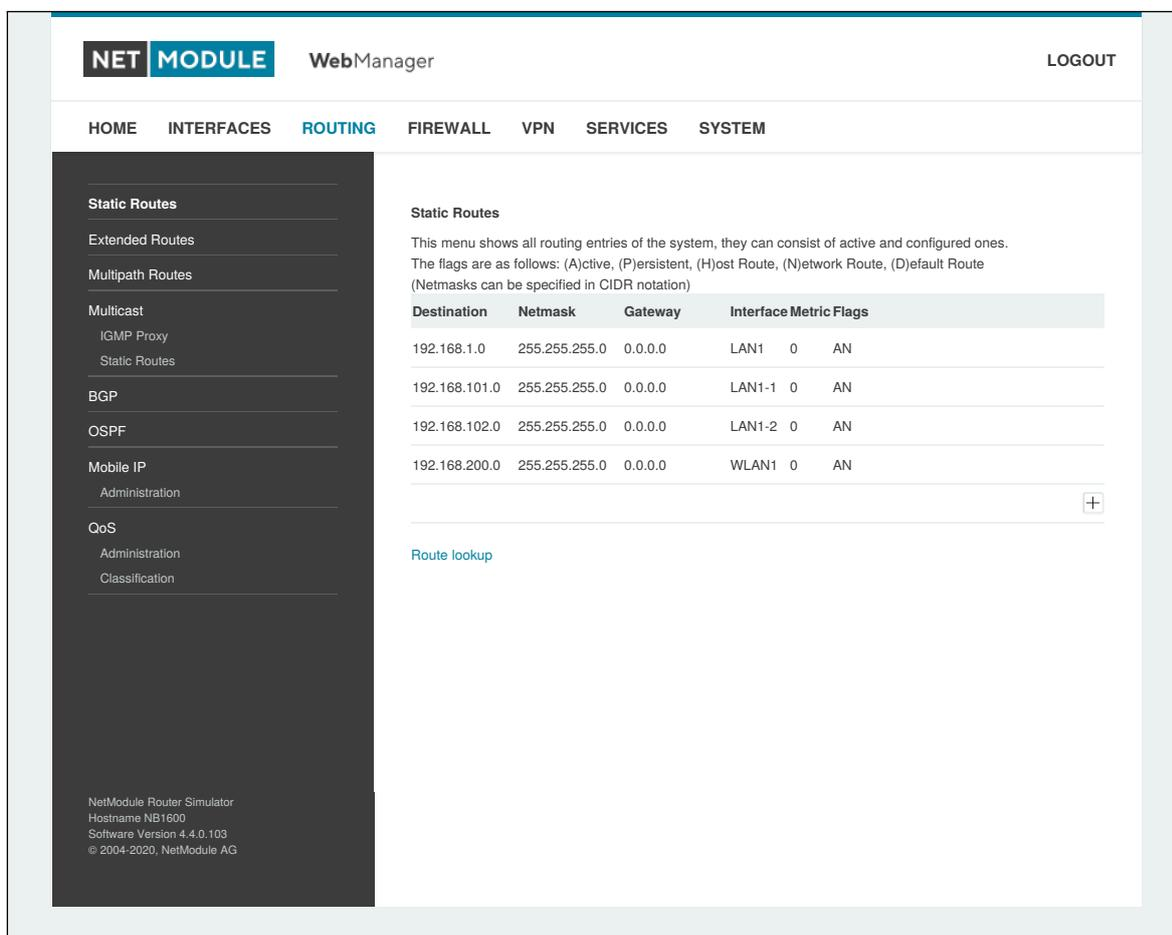 NET MODULE WebManager LOGOUT
HOME INTERFACES ROUTING FIREWALL VPN SERVICES SYSTEM
Static Routes
Extended Routes
Multipath Routes
Multicast
IGMP Proxy
Static Routes
BGP
OSPF
Mobile IP
Administration
QoS
Administration
Classification
NetModule Router Simulator
Hostname NB1600
Software Version 4.4.0.103
© 2004-2020, NetModule AG
Static Routes
This menu shows all routing entries of the system, they can consist of active and configured ones.
The flags are as follows: (A)ctive, (P)ersistent, (H)ost Route, (N)etwork Route, (D)efault Route
(Netmasks can be specified in CIDR notation)
Destination Netmask Gateway Interface Metric Flags
192.168.1.0 255.255.255.0 0.0.0.0 LAN1 0 AN
192.168.101.0 255.255.255.0 0.0.0.0 LAN1-1 0 AN
192.168.102.0 255.255.255.0 0.0.0.0 LAN1-2 0 AN
192.168.200.0 255.255.255.0 0.0.0.0 WLAN1 0 AN
Route lookup